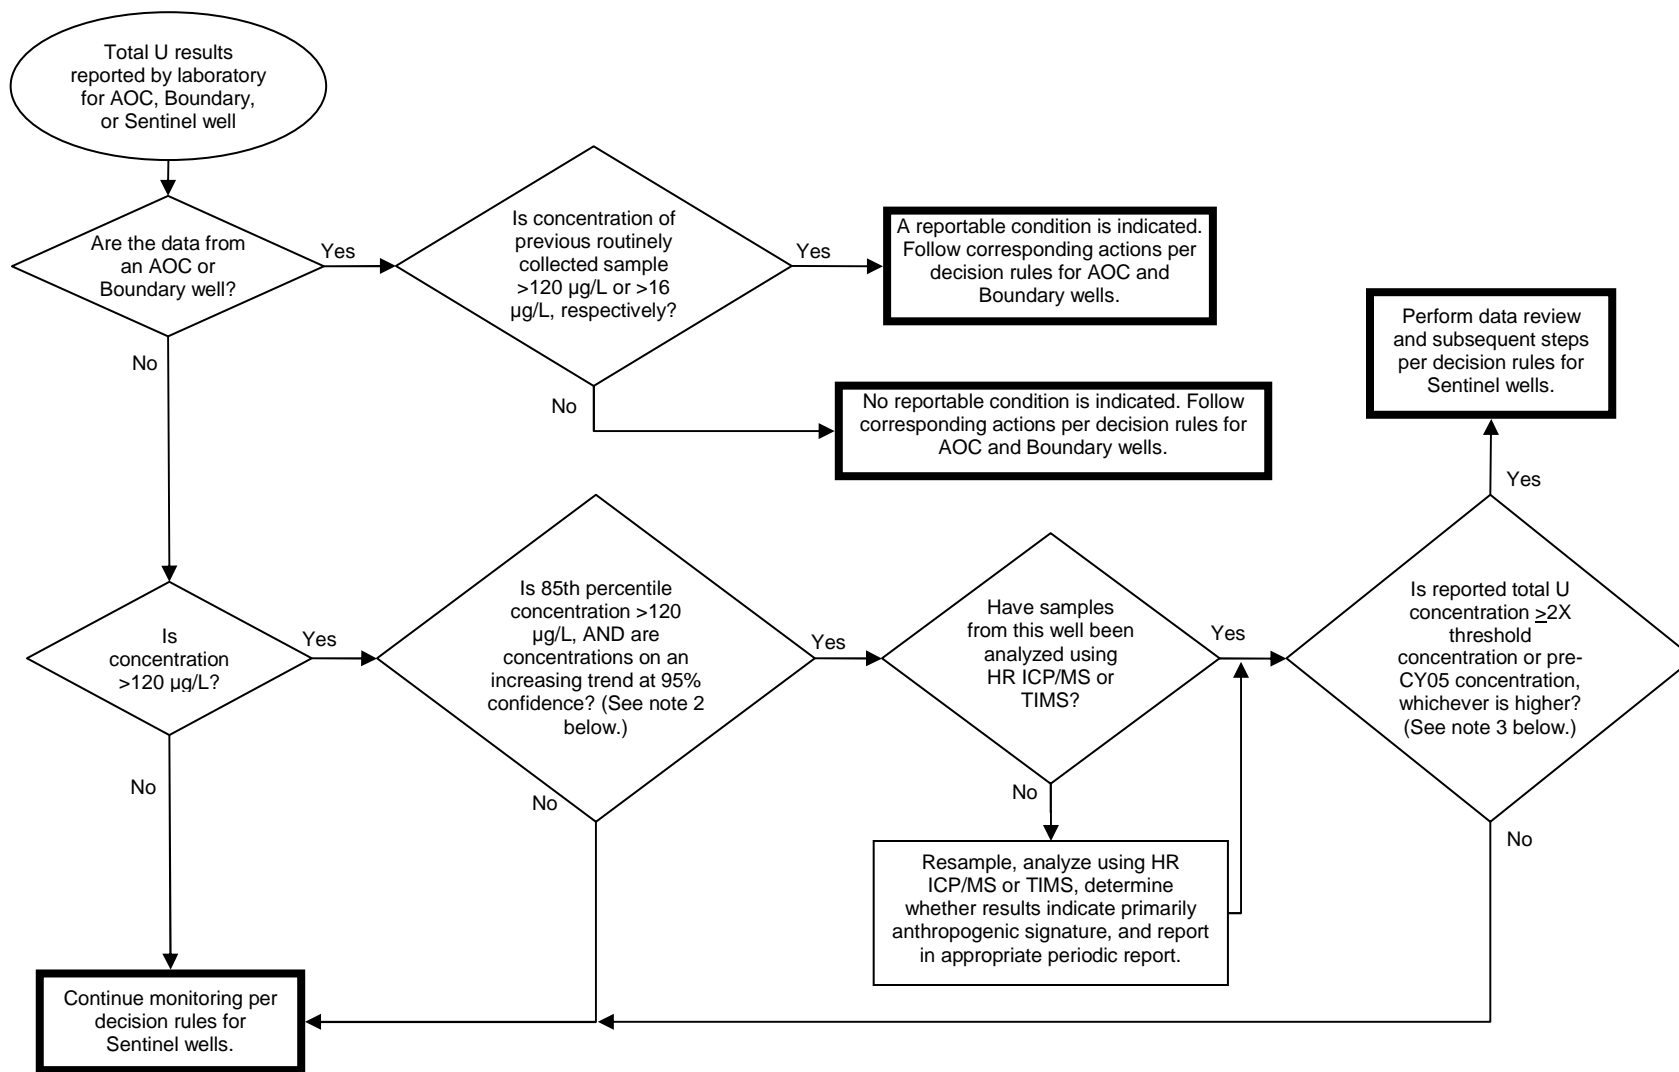 Total U results
reported by laboratory
for AOC, Boundary,
or Sentinel well
Are the data from
an AOC or
Boundary well?
Yes
No
Is concentration of
previous routinely
collected sample
>120 µg/L or >16
µg/L, respectively?
Yes
No
A reportable condition is indicated.
Follow corresponding actions per
decision rules for AOC and
Boundary wells.
No reportable condition is indicated. Follow
corresponding actions per decision rules for
AOC and Boundary wells.
Is
concentration
>120 µg/L?
Yes
No
Is 85th percentile
concentration >120
µg/L, AND are
concentrations on an
increasing trend at 95%
confidence? (See note 2
below.)
Yes
No
Have samples
from this well been
analyzed using
HR ICP/MS or
TIMS?
Yes
No
Resample, analyze using HR
ICP/MS or TIMS, determine
whether results indicate primarily
anthropogenic signature, and report
in appropriate periodic report.
Is reported total U
concentration ≥2X
threshold
concentration or pre-
CY05 concentration,
whichever is higher?
(See note 3 below.)
Yes
No
Perform data review
and subsequent steps
per decision rules for
Sentinel wells.
Continue monitoring per
decision rules for
Sentinel wells.